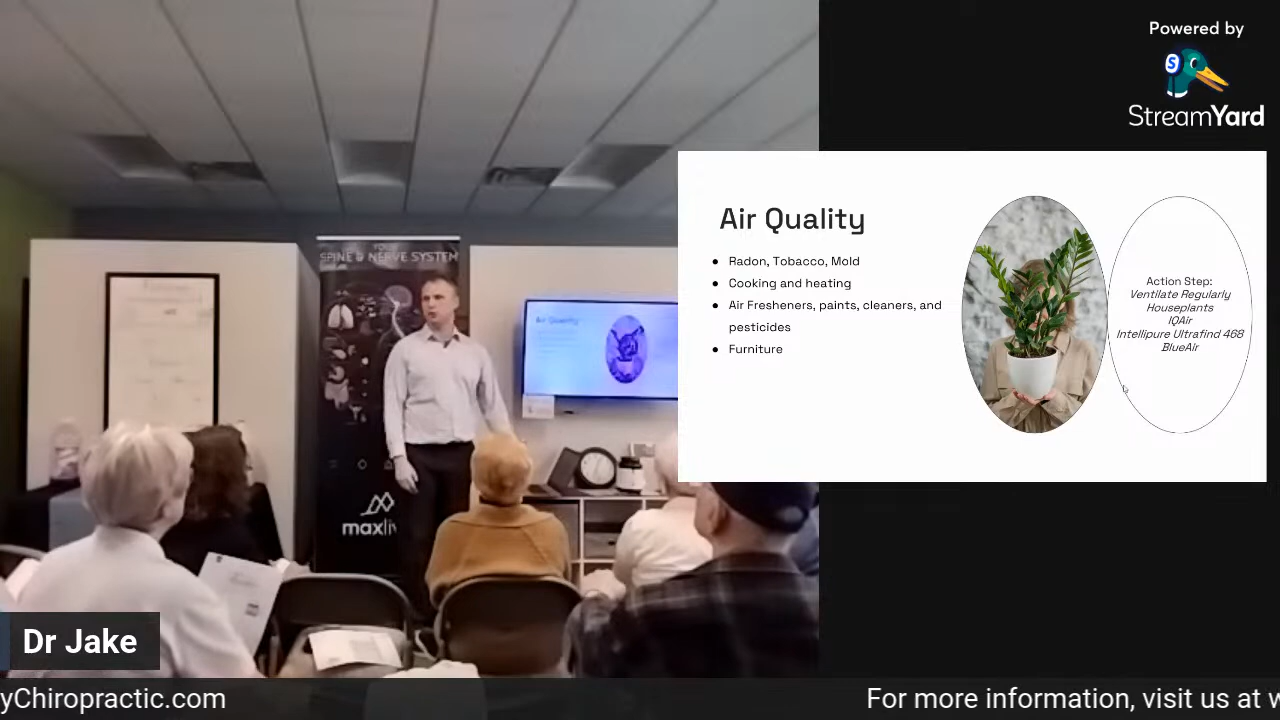 Powered by
StreamYard
Air Quality
Radon, Tobacco, Mold
Cooking and heating
Air Fresheners, paints, cleaners, and
pesticides
Furniture
Action Step:
Ventilate Regularly
Houseplants
IQAir
Intellipure Ultrafind 468
BlueAir
SPINE & NERVE SYSTEM
Air Quality
maxliv
Dr Jake
yChiropractic.com
For more information, visit us at w